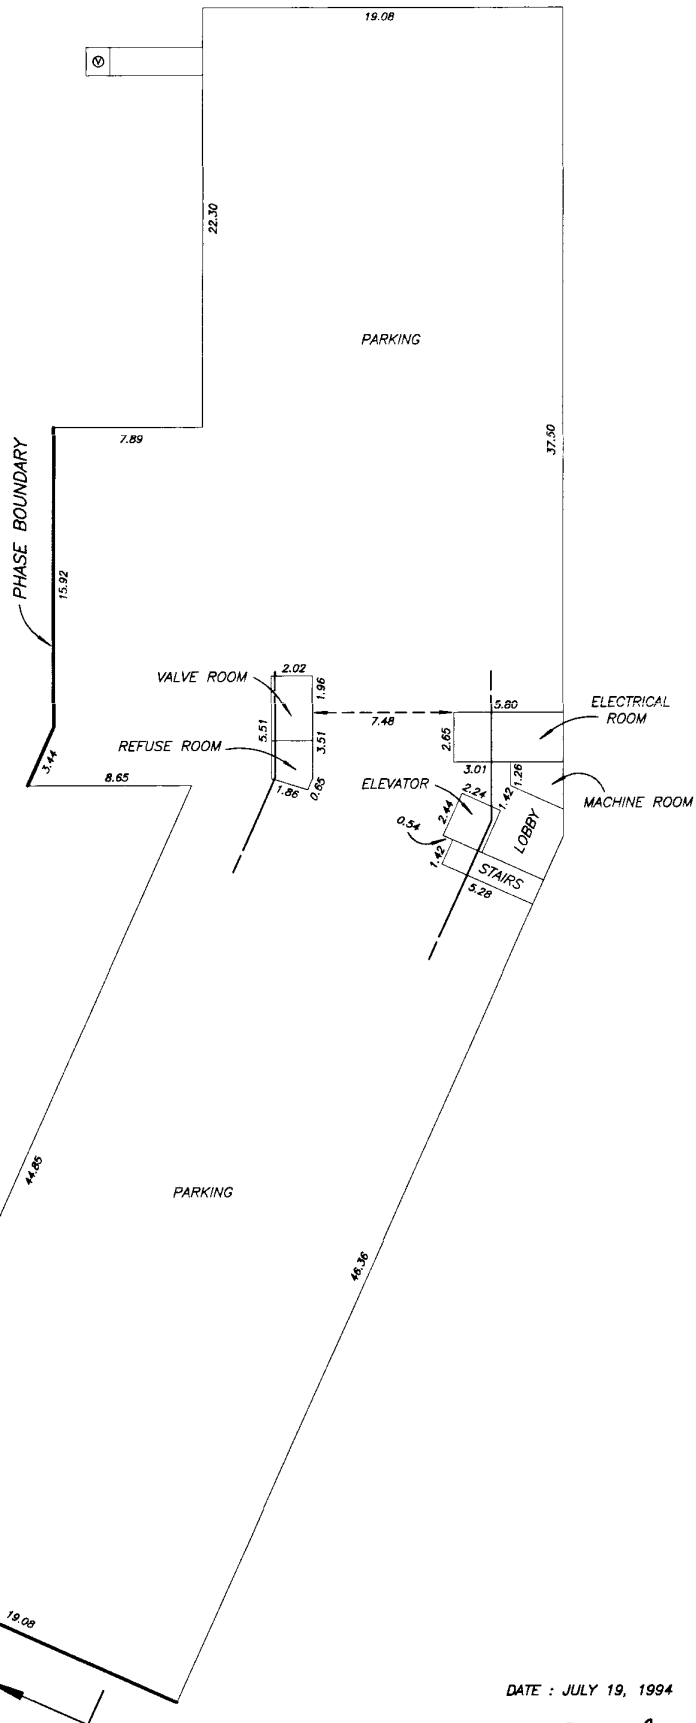 19.08
V
22.30
PARKING
37.50
7.89
PHASE BOUNDARY
15.92
2.02
VALVE ROOM
1.96
5.80
ELECTRICAL
ROOM
7.48
5.51
3.51
2.65
REFUSE ROOM
3.44
3.01
1.26
8.65
1.86
0.65
ELEVATOR
2.24
1.42
MACHINE ROOM
2.44
0.54
LOBBY
1.42
STAIRS
5.28
44.85
PARKING
46.36
19.08
DATE : JULY 19, 1994